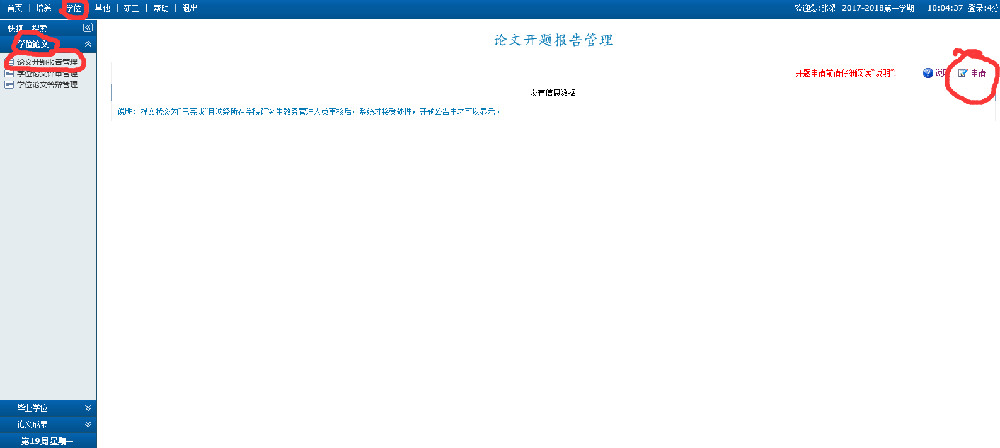 首页 | 培养 | 学位 其他 | 研工 | 帮助 | 退出 欢迎您:张梁 2017-2018第一学期 10:04:37 登录:4分
快捷 搜索
学位论文
论文开题报告管理
学位论文评审管理
学位论文答辩管理
论文开题报告管理
开题申请前请仔细阅读“说明”! 说明 申请
没有信息数据
说明：提交状态为“已完成”且须经所在学院研究生教务管理人员审核后，系统才接受处理，开题公告里才可以显示。
毕业学位
论文成果
第19周 星期一